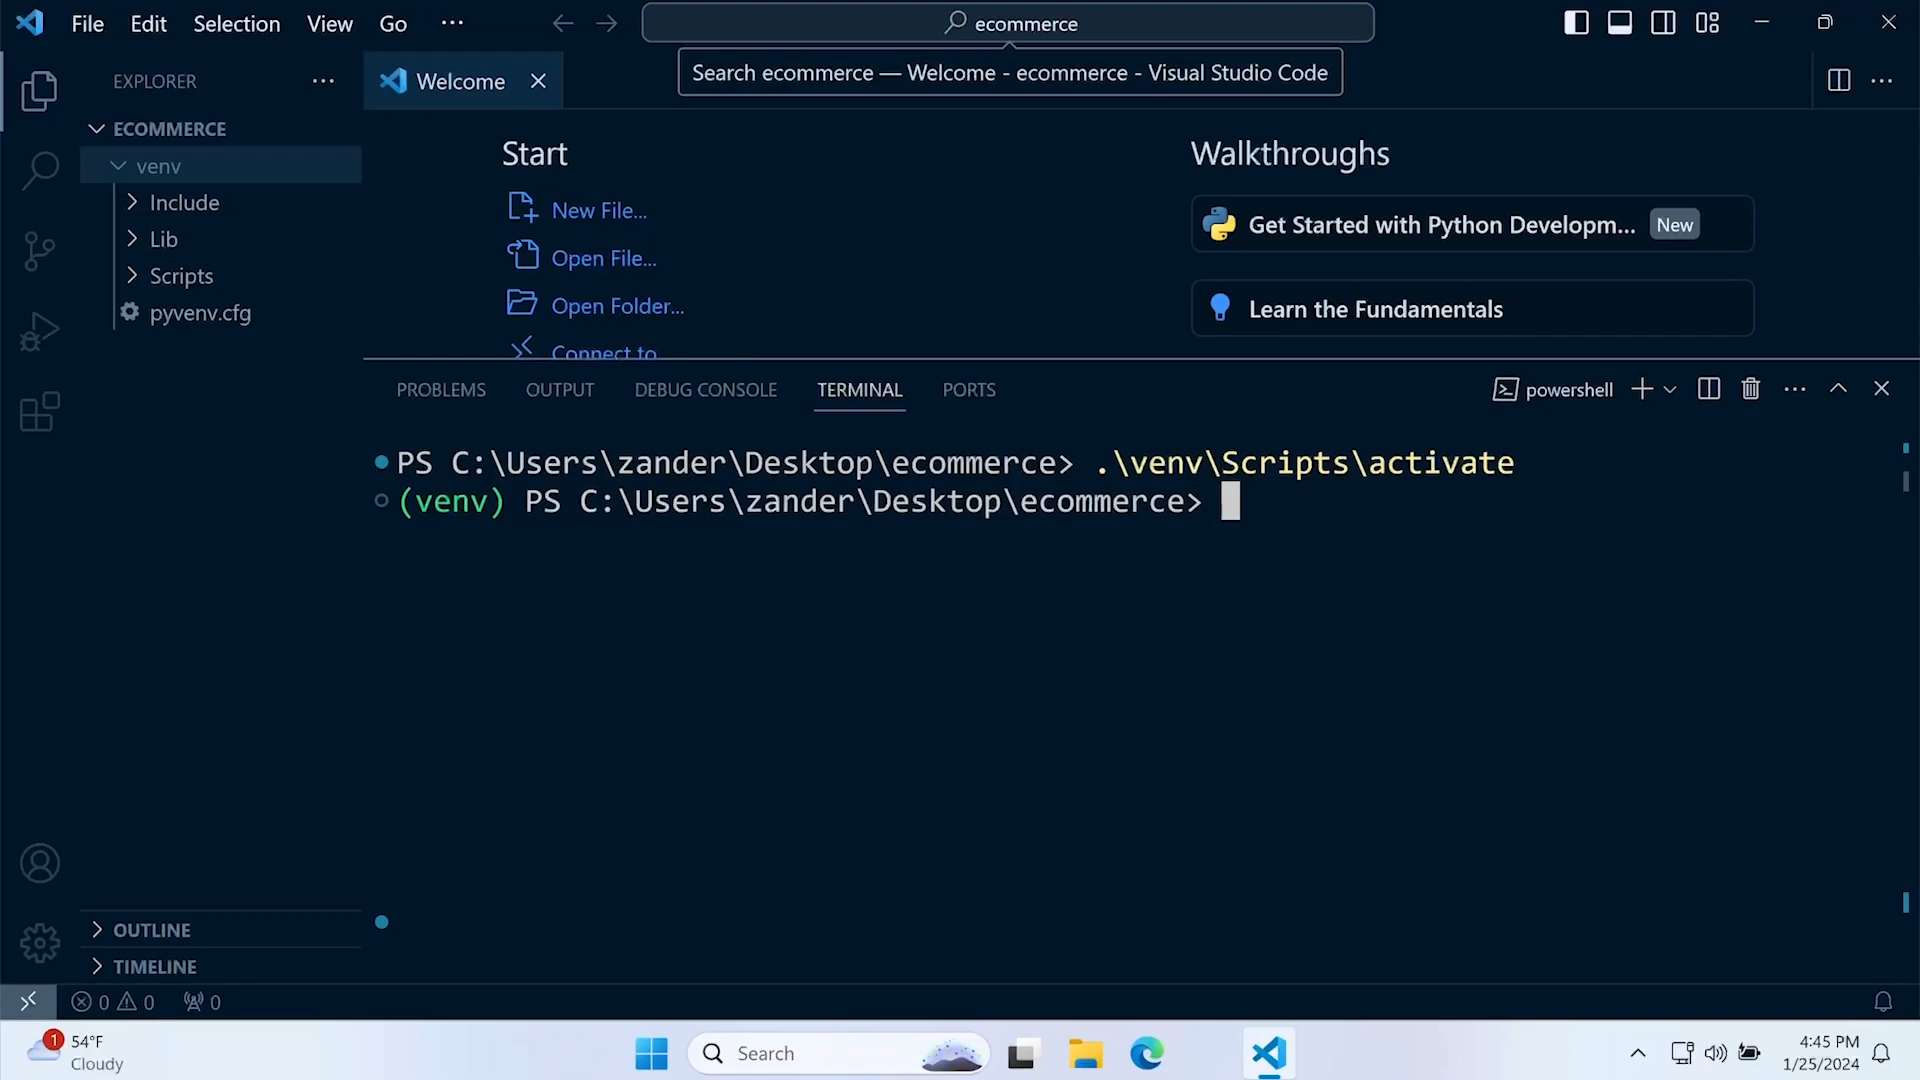 File Edit Selection View Go ···
ecommerce
Search ecommerce — Welcome - ecommerce - Visual Studio Code
EXPLORER
Welcome
ECOMMERCE
venv
Include
Lib
Scripts
pyvenv.cfg
Start
New File...
Open File...
Open Folder...
Connect to
Walkthroughs
Get Started with Python Developm... New
Learn the Fundamentals
PROBLEMS OUTPUT DEBUG CONSOLE TERMINAL PORTS
powershell
PS C:\Users\zander\Desktop\ecommerce> .\venv\Scripts\activate
(venv) PS C:\Users\zander\Desktop\ecommerce>
OUTLINE
TIMELINE
0 0 0
1
54°F
Cloudy
Search
4:45 PM
1/25/2024